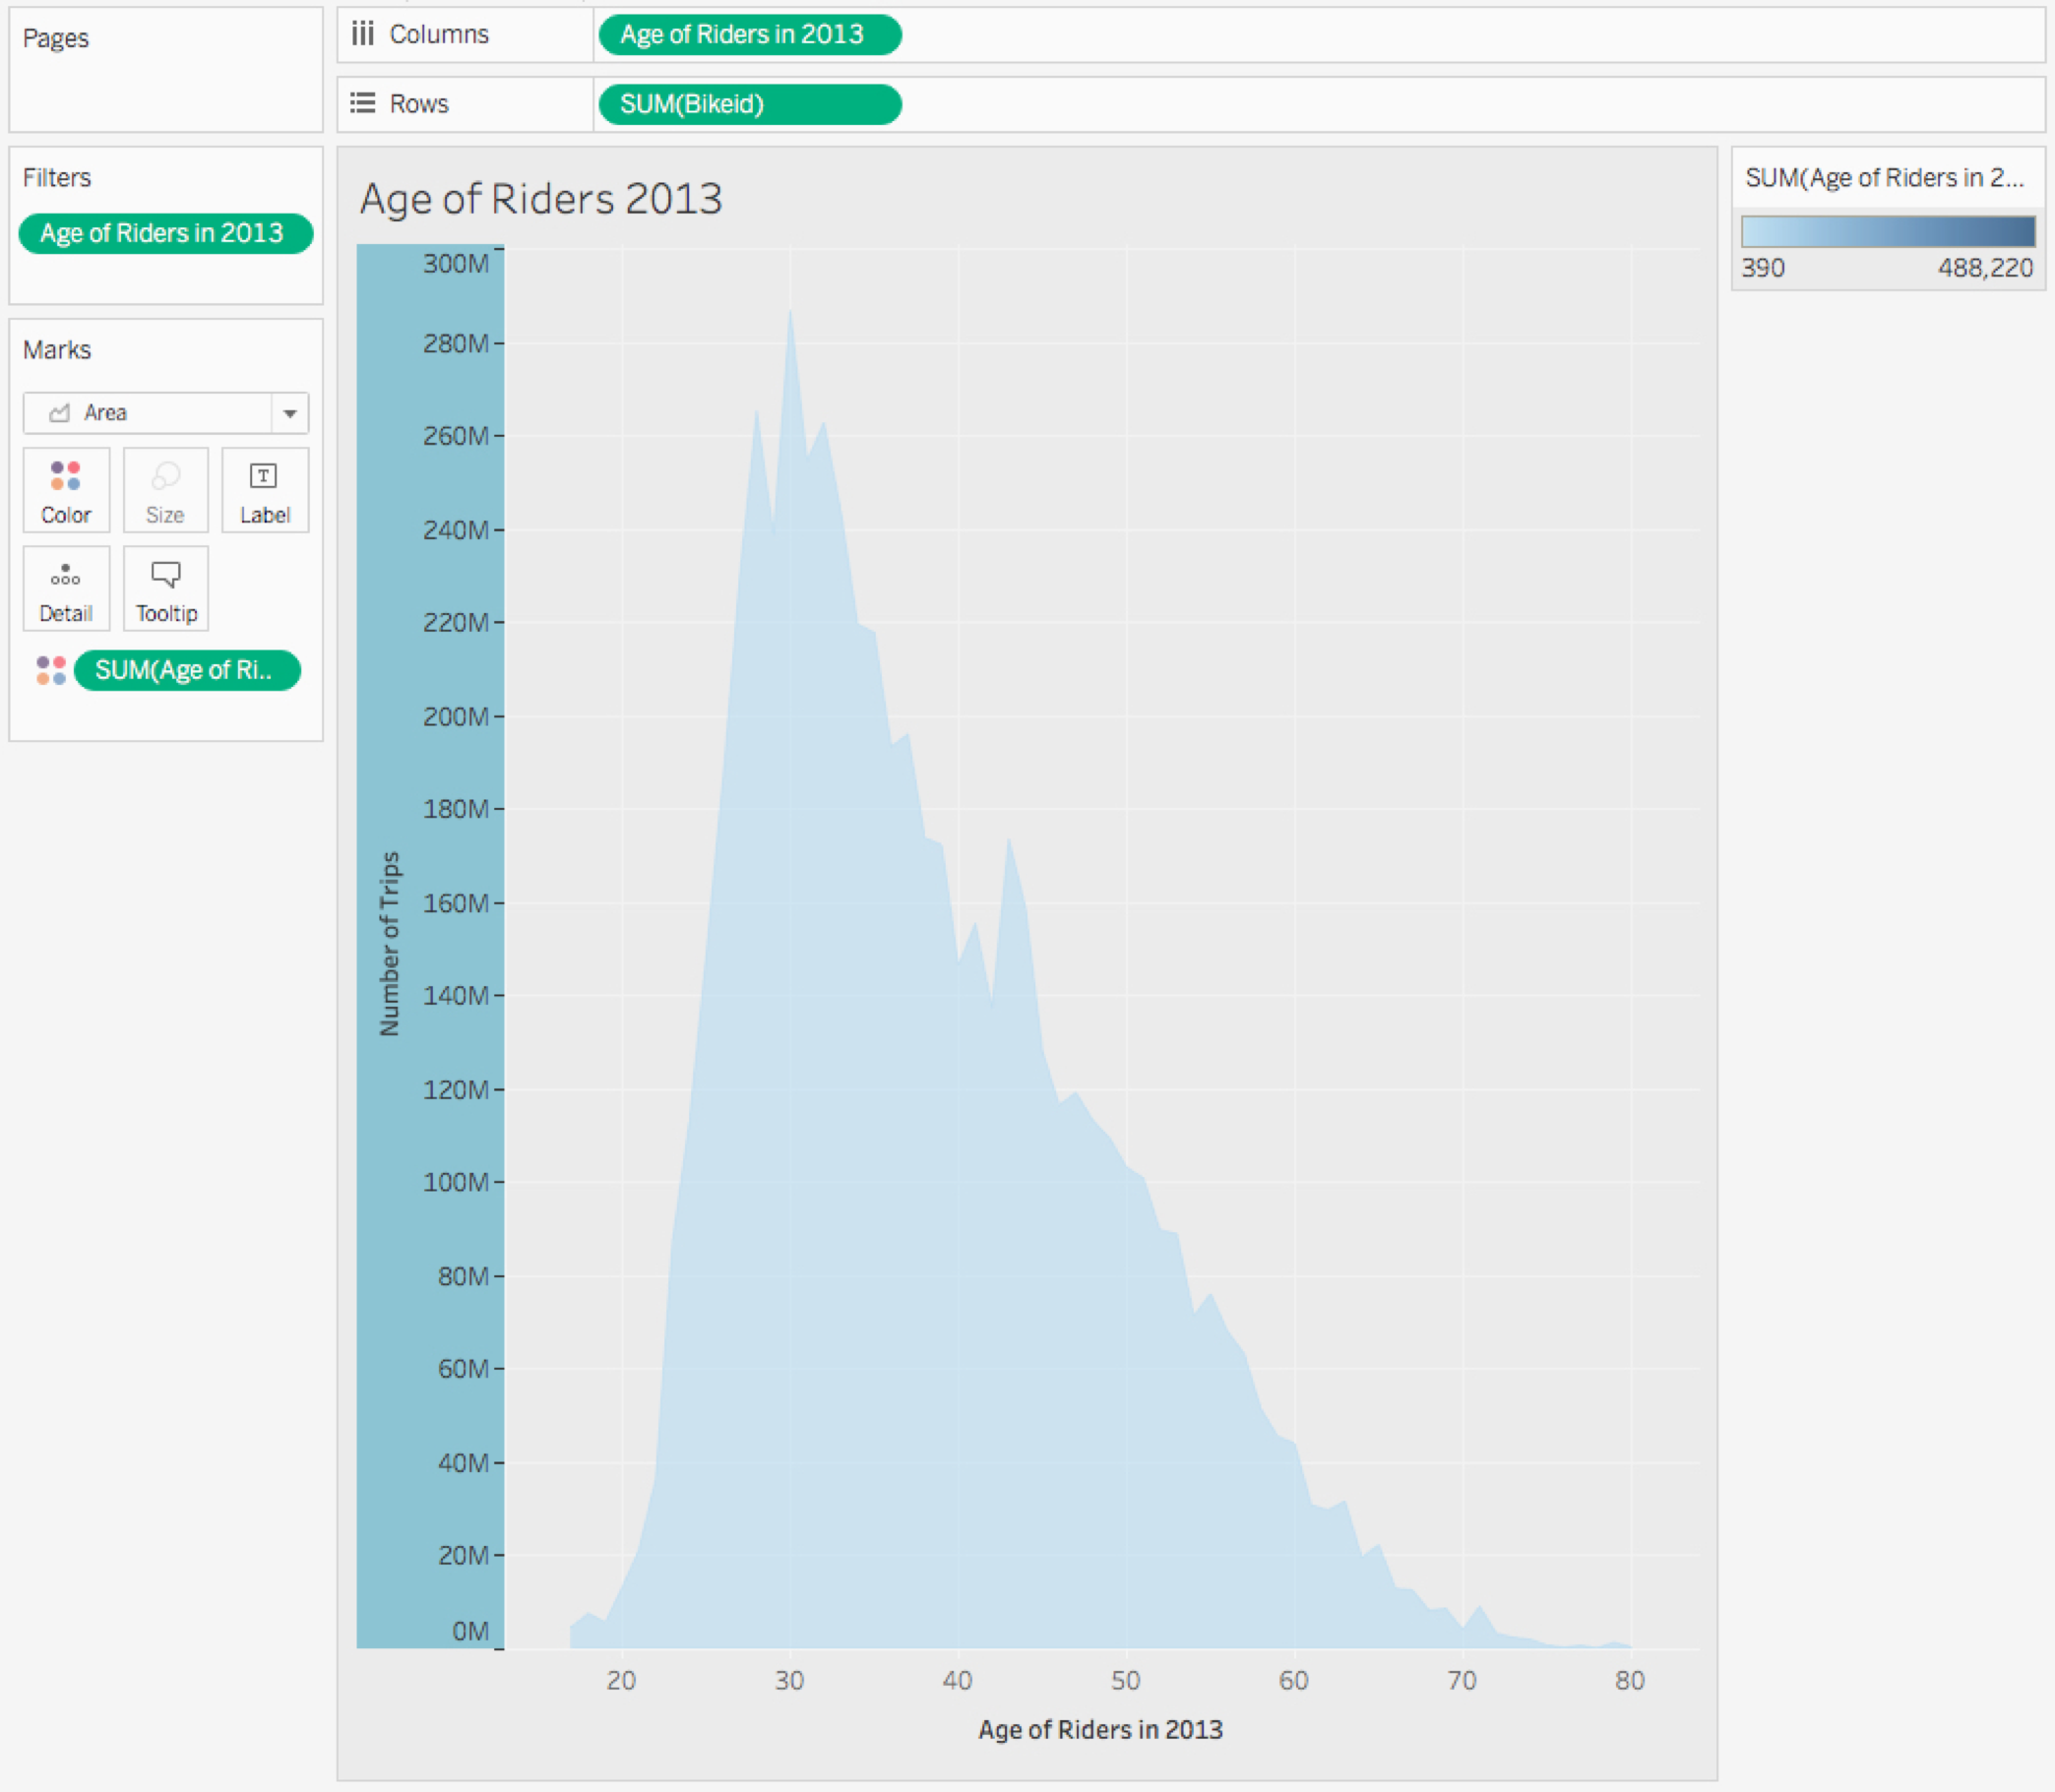 Pages
Columns
Age of Riders in 2013
Rows
SUM(Bikeid)
Filters
Age of Riders in 2013
Marks
Area
Color
Size
Label
Detail
Tooltip
SUM(Age of Ri..
Age of Riders 2013
300M
280M
260M
240M
220M
200M
180M
160M
140M
120M
100M
80M
60M
40M
20M
0M
Number of Trips
20 30 40 50 60 70 80
Age of Riders in 2013
SUM(Age of Riders in 2...
390 488,220